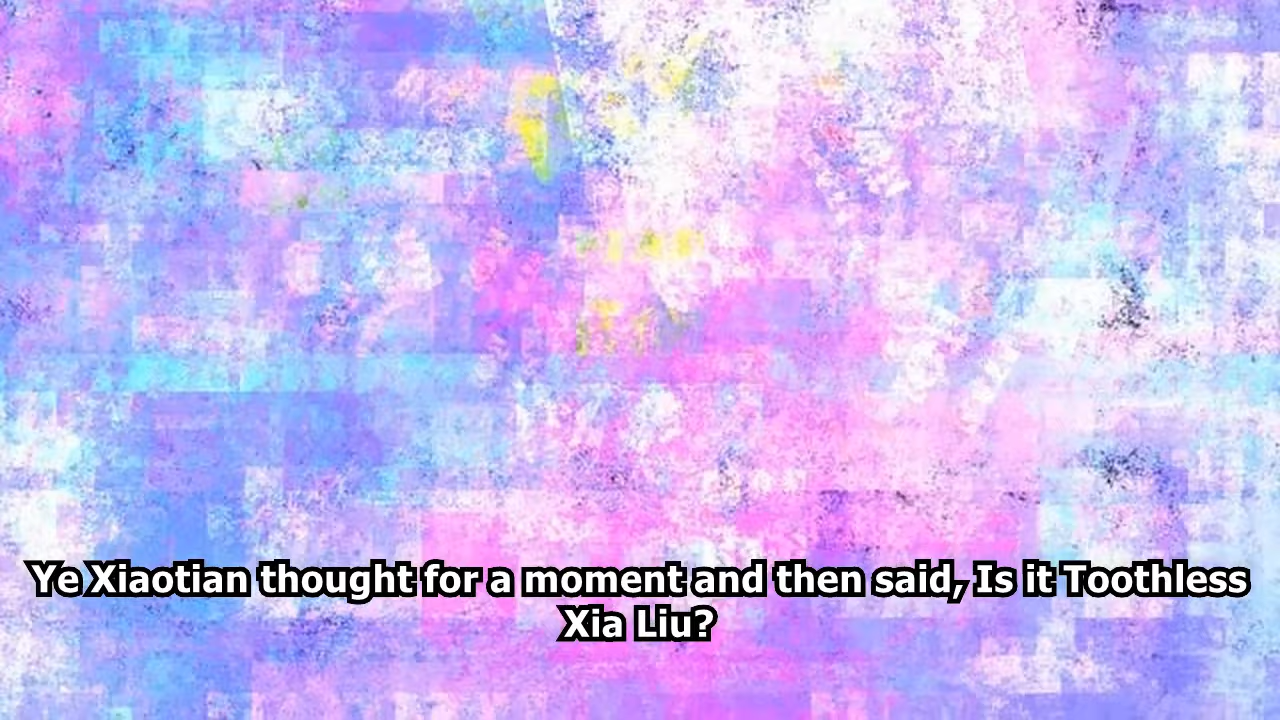 Ye Xiaotian thought for a moment and then said, Is it Toothless
Xia Liu?